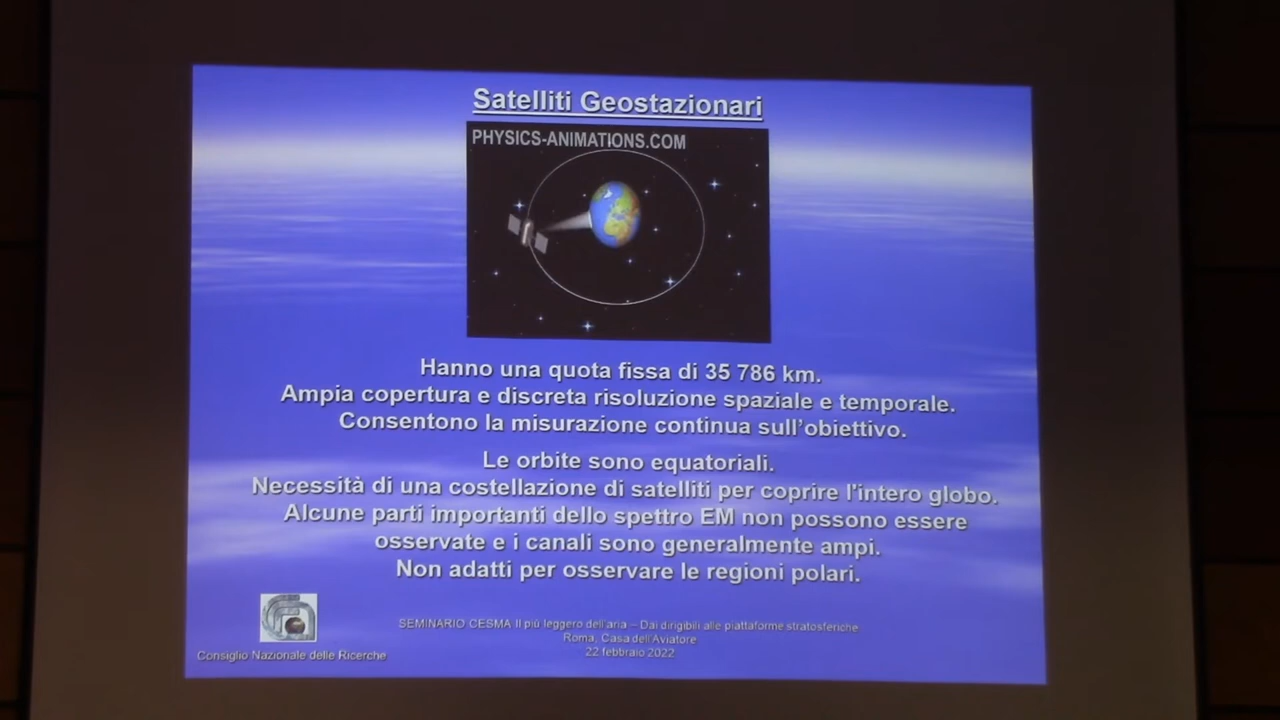 Satelliti Geostazionari
PHYSICS-ANIMATIONS.COM
Hanno una quota fissa di 35 786 km.
Ampia copertura e discreta risoluzione spaziale e temporale.
Consentono la misurazione continua sull'obiettivo.
Le orbite sono equatoriali.
Necessità di una costellazione di satelliti per coprire l'intero globo.
Alcune parti importanti dello spettro EM non possono essere
osservate e i canali sono generalmente ampi.
Non adatti per osservare le regioni polari.
SEMINARIO CESMA Il più leggero dell'aria – Dai dirigibili alle piattaforme stratosferiche
Roma, Casa dell'Aviatore
22 febbraio 2022
Consiglio Nazionale delle Ricerche